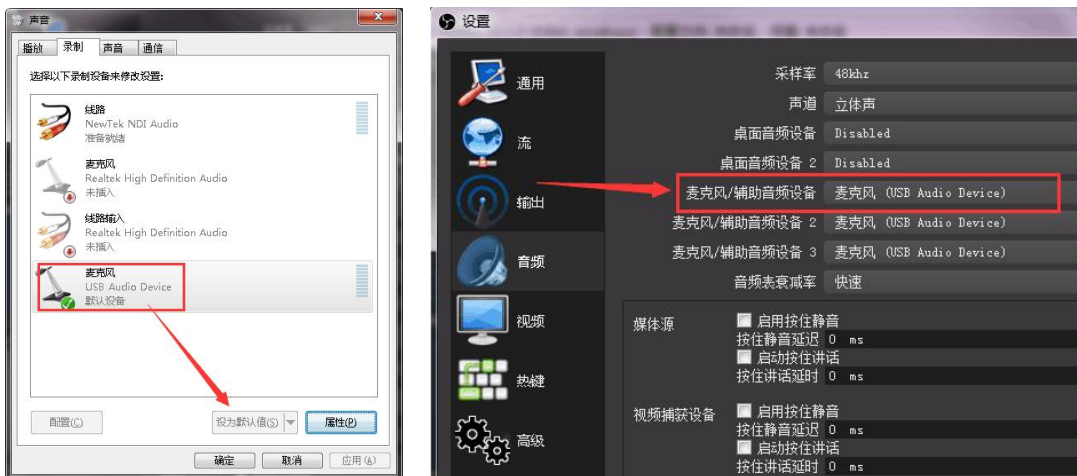 声音
播放 录制 声音 通信
选择以下录制设备来修改设置:
线路
NewTek NDI Audio
准备就绪
麦克风
Realtek High Definition Audio
未插入
线路输入
Realtek High Definition Audio
未插入
麦克风
USB Audio Device
默认设备
配置(C) 设为默认值(S) 属性(P)
确定 取消 应用(A)
设置
通用
流
输出
音频
视频
热键
高级
采样率 48khz
声道 立体声
桌面音频设备 Disabled
桌面音频设备 2 Disabled
麦克风/辅助音频设备 麦克风 (USB Audio Device)
麦克风/辅助音频设备 2 麦克风 (USB Audio Device)
麦克风/辅助音频设备 3 麦克风 (USB Audio Device)
音频表衰减率 快速
媒体源 启用按住静音
按住静音延迟 0 ms
启动按住讲话
按住讲话延时 0 ms
视频捕获设备 启用按住静音
按住静音延迟 0 ms
启动按住讲话
按住讲话延时 0 ms